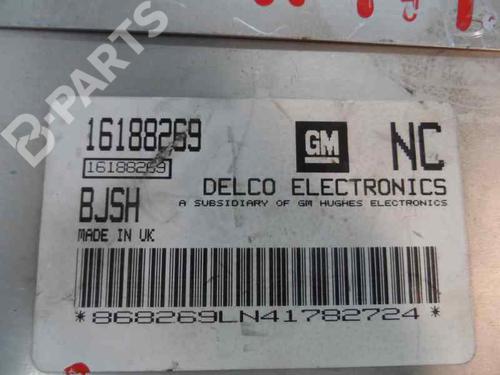 B-PARTS
16188269
GM
NC
16188269
BJSH
DELCO ELECTRONICS
A SUBSIDIARY OF GM HUGHES ELECTRONICS
MADE IN UK
*868269LN41782724*